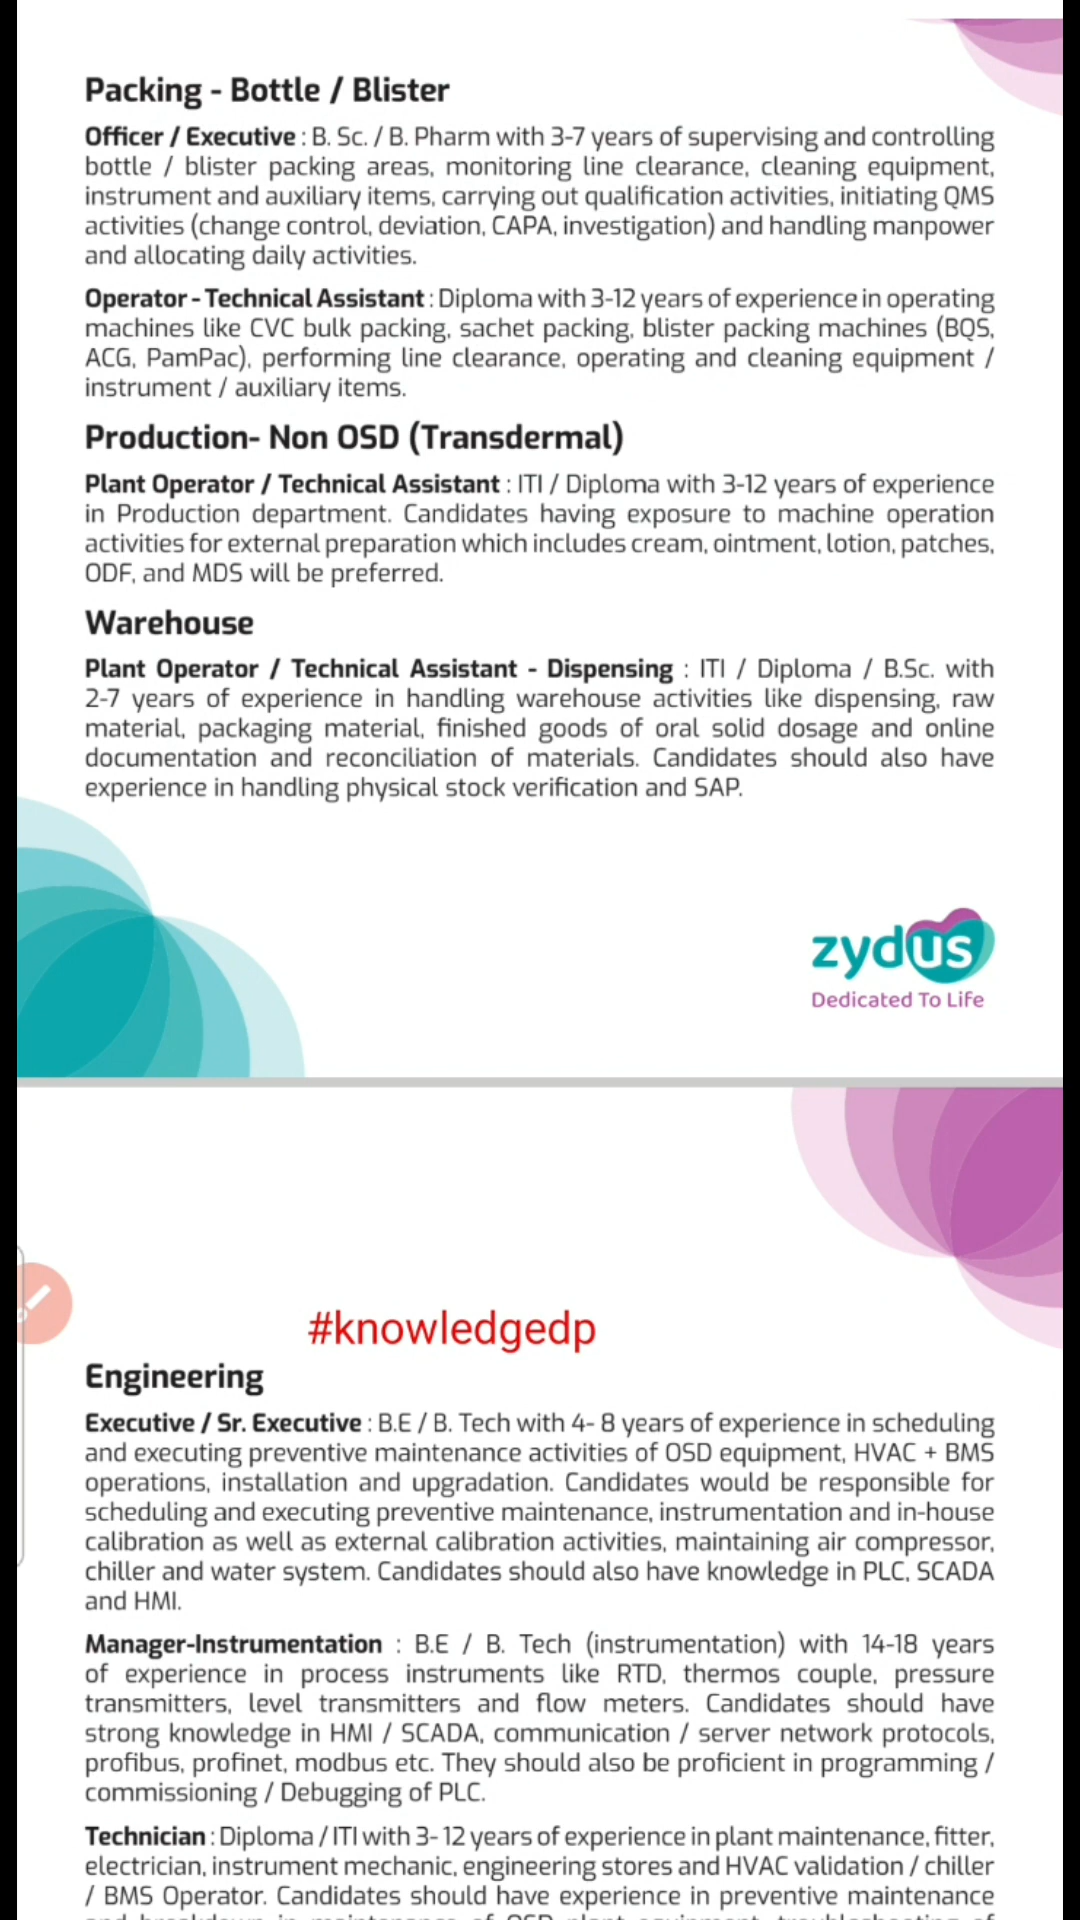 Packing - Bottle / Blister
Officer / Executive : B. Sc. / B. Pharm with 3-7 years of supervising and controlling
bottle / blister packing areas, monitoring line clearance, cleaning equipment,
instrument and auxiliary items, carrying out qualification activities, initiating QMS
activities (change control, deviation, CAPA, investigation) and handling manpower
and allocating daily activities.
Operator - Technical Assistant : Diploma with 3-12 years of experience in operating
machines like CVC bulk packing, sachet packing, blister packing machines (BQS,
ACG, PamPac), performing line clearance, operating and cleaning equipment /
instrument / auxiliary items.
Production- Non OSD (Transdermal)
Plant Operator / Technical Assistant : ITI / Diploma with 3-12 years of experience
in Production department. Candidates having exposure to machine operation
activities for external preparation which includes cream, ointment, lotion, patches,
ODF, and MDS will be preferred.
Warehouse
Plant Operator / Technical Assistant - Dispensing : ITI / Diploma / B.Sc. with
2-7 years of experience in handling warehouse activities like dispensing, raw
material, packaging material, finished goods of oral solid dosage and online
documentation and reconciliation of materials. Candidates should also have
experience in handling physical stock verification and SAP.
zydus
Dedicated To Life
#knowledgedp
Engineering
Executive / Sr. Executive : B.E / B. Tech with 4- 8 years of experience in scheduling
and executing preventive maintenance activities of OSD equipment, HVAC + BMS
operations, installation and upgradation. Candidates would be responsible for
scheduling and executing preventive maintenance, instrumentation and in-house
calibration as well as external calibration activities, maintaining air compressor,
chiller and water system. Candidates should also have knowledge in PLC, SCADA
and HMI.
Manager-Instrumentation : B.E / B. Tech (instrumentation) with 14-18 years
of experience in process instruments like RTD, thermos couple, pressure
transmitters, level transmitters and flow meters. Candidates should have
strong knowledge in HMI / SCADA, communication / server network protocols,
profibus, profinet, modbus etc. They should also be proficient in programming /
commissioning / Debugging of PLC.
Technician : Diploma / ITI with 3- 12 years of experience in plant maintenance, fitter,
electrician, instrument mechanic, engineering stores and HVAC validation / chiller
/ BMS Operator. Candidates should have experience in preventive maintenance